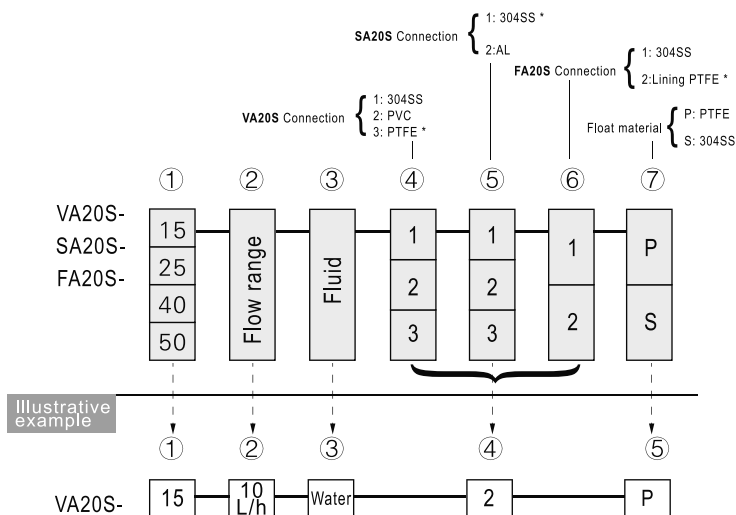 SA20S Connection
1: 304SS *
2:AL
FA20S Connection
1: 304SS
2:Lining PTFE *
VA20S Connection
1: 304SS
2: PVC
3: PTFE *
Float material
P: PTFE
S: 304SS
① ② ③ ④ ⑤ ⑥ ⑦
VA20S-
SA20S-
FA20S-
15
25
40
50
Flow range
Fluid
1
2
3
1
2
3
1
2
P
S
Illustrative
example
① ② ③ ④ ⑤
VA20S-
15
10
L/h
Water
2
P